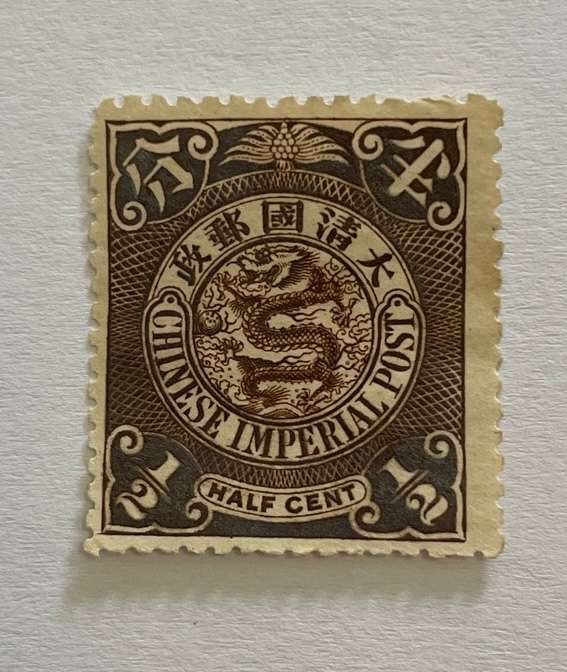 半 分
大清國郵政
CHINESE IMPERIAL POST
1/2 HALF CENT 1/2